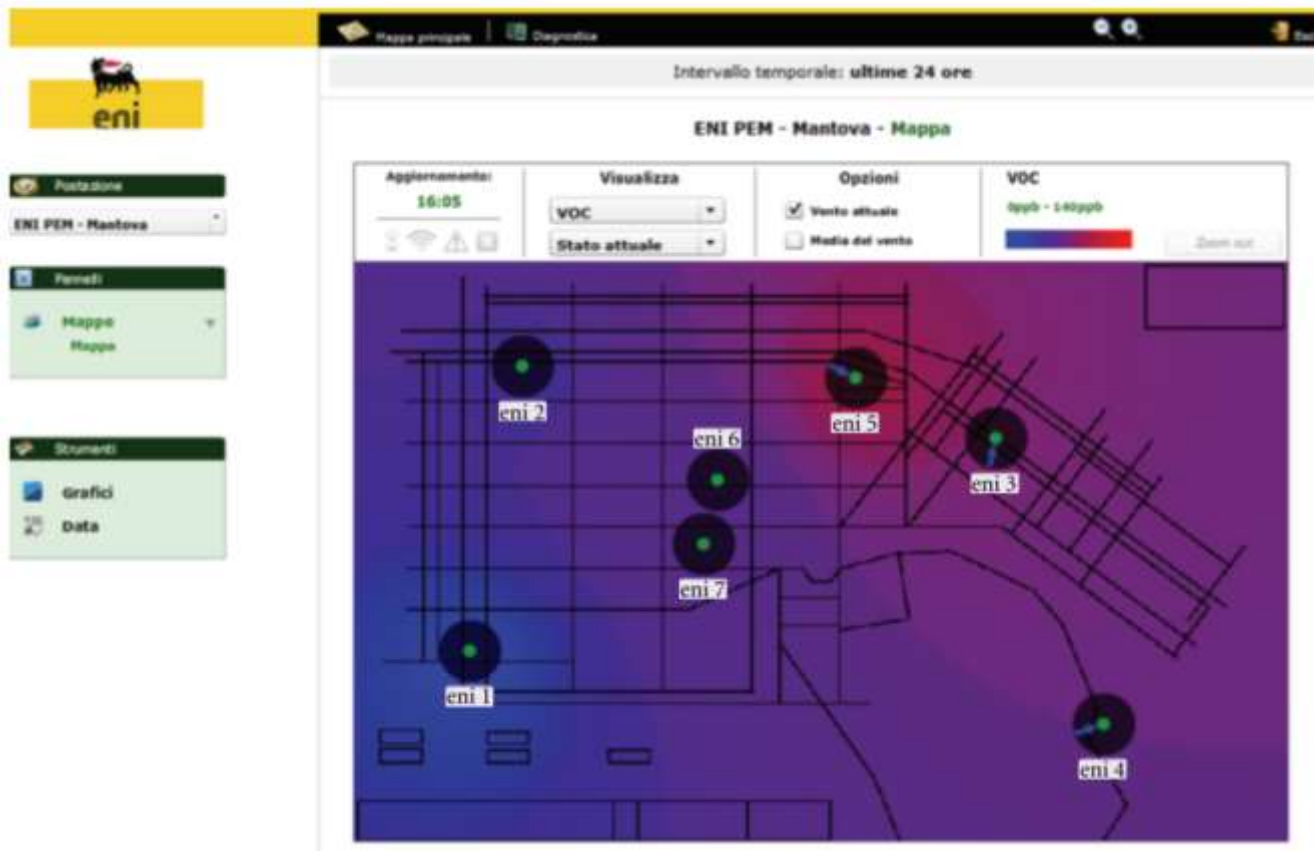 Mappa principale
Diagnostica
Intervallo temporale: ultime 24 ore
eni
ENI PEM - Mantova - Mappa
Postazione
ENI PEM - Mantova
Pannelli
Mappe
Mappa
Strumenti
Grafici
Data
Aggiornamento:
16:05
Visualizza
VOC
Stato attuale
Opzioni
Vento attuale
Media del vento
VOC
0ppb - 140ppb
Zoom out
eni 2
eni 5
eni 6
eni 3
eni 7
eni 1
eni 4